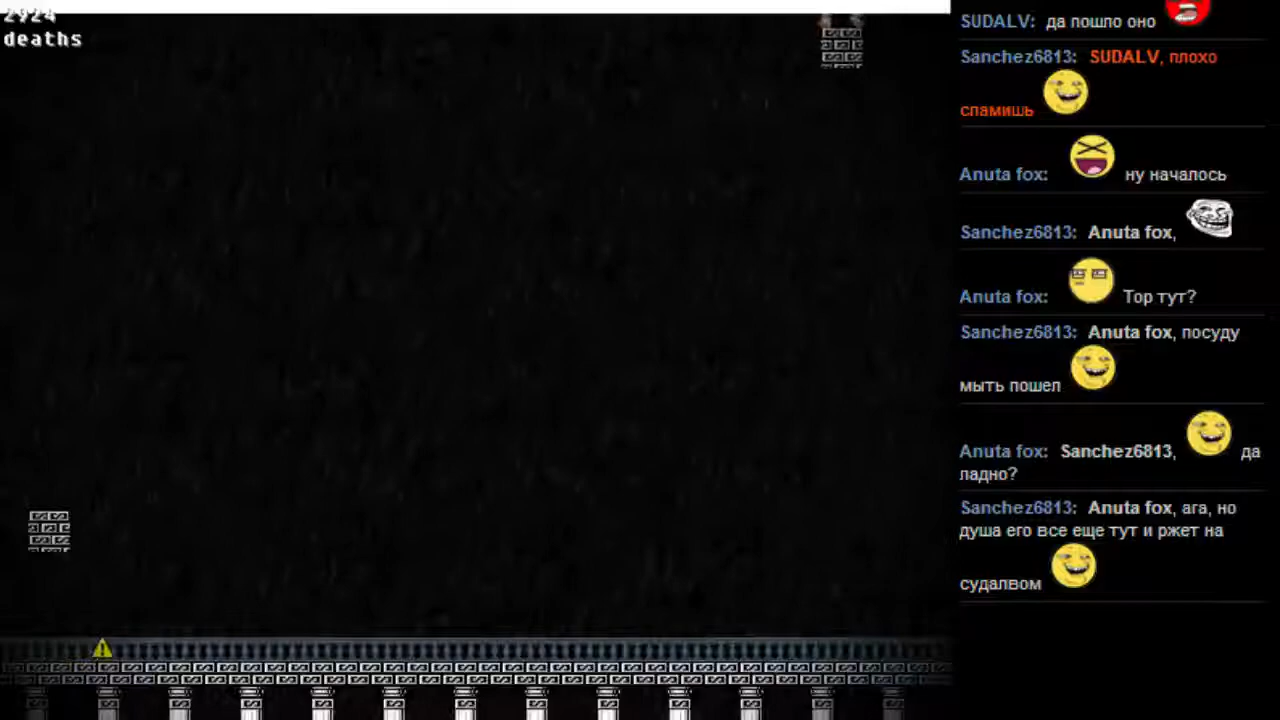 2924
deaths
SUDALV: да пошло оно
Sanchez6813: SUDALV, плохо
спамишь
Anuta fox: ну началось
Sanchez6813: Anuta fox,
Anuta fox: Тор тут?
Sanchez6813: Anuta fox, посуду
мыть пошел
Anuta fox: Sanchez6813, да
ладно?
Sanchez6813: Anuta fox, ага, но
душа его все еще тут и ржет на
судалвом